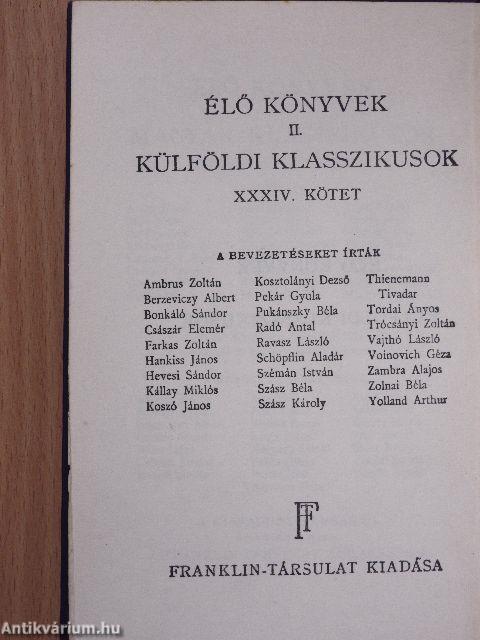 ÉLŐ KÖNYVEK
II.
KÜLFÖLDI KLASSZIKUSOK
XXXIV. KÖTET
A BEVEZETÉSEKET ÍRTÁK
Ambrus Zoltán
Berzeviczy Albert
Bonkáló Sándor
Császár Elemér
Farkas Zoltán
Hankiss János
Hevesi Sándor
Kállay Miklós
Koszó János
Kosztolányi Dezső
Pekár Gyula
Pukánszky Béla
Radó Antal
Ravasz László
Schöpflin Aladár
Szémán István
Szász Béla
Szász Károly
Thienemann
Tivadar
Tordai Ányos
Trócsányi Zoltán
Vajthó László
Voinovich Géza
Zambra Alajos
Zolnai Béla
Yolland Arthur
FT
FRANKLIN-TÁRSULAT KIADÁSA
Antikvárium.hu